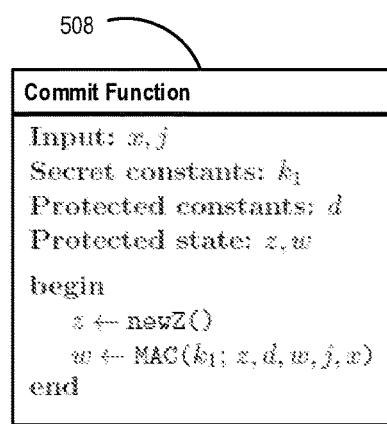 508
Commit Function
Input: x, j
Secret constants: k₁
Protected constants: d
Protected state: z, w
begin
z ← newZ()
w ← MAC(k₁; z, d, w, j, x)
end